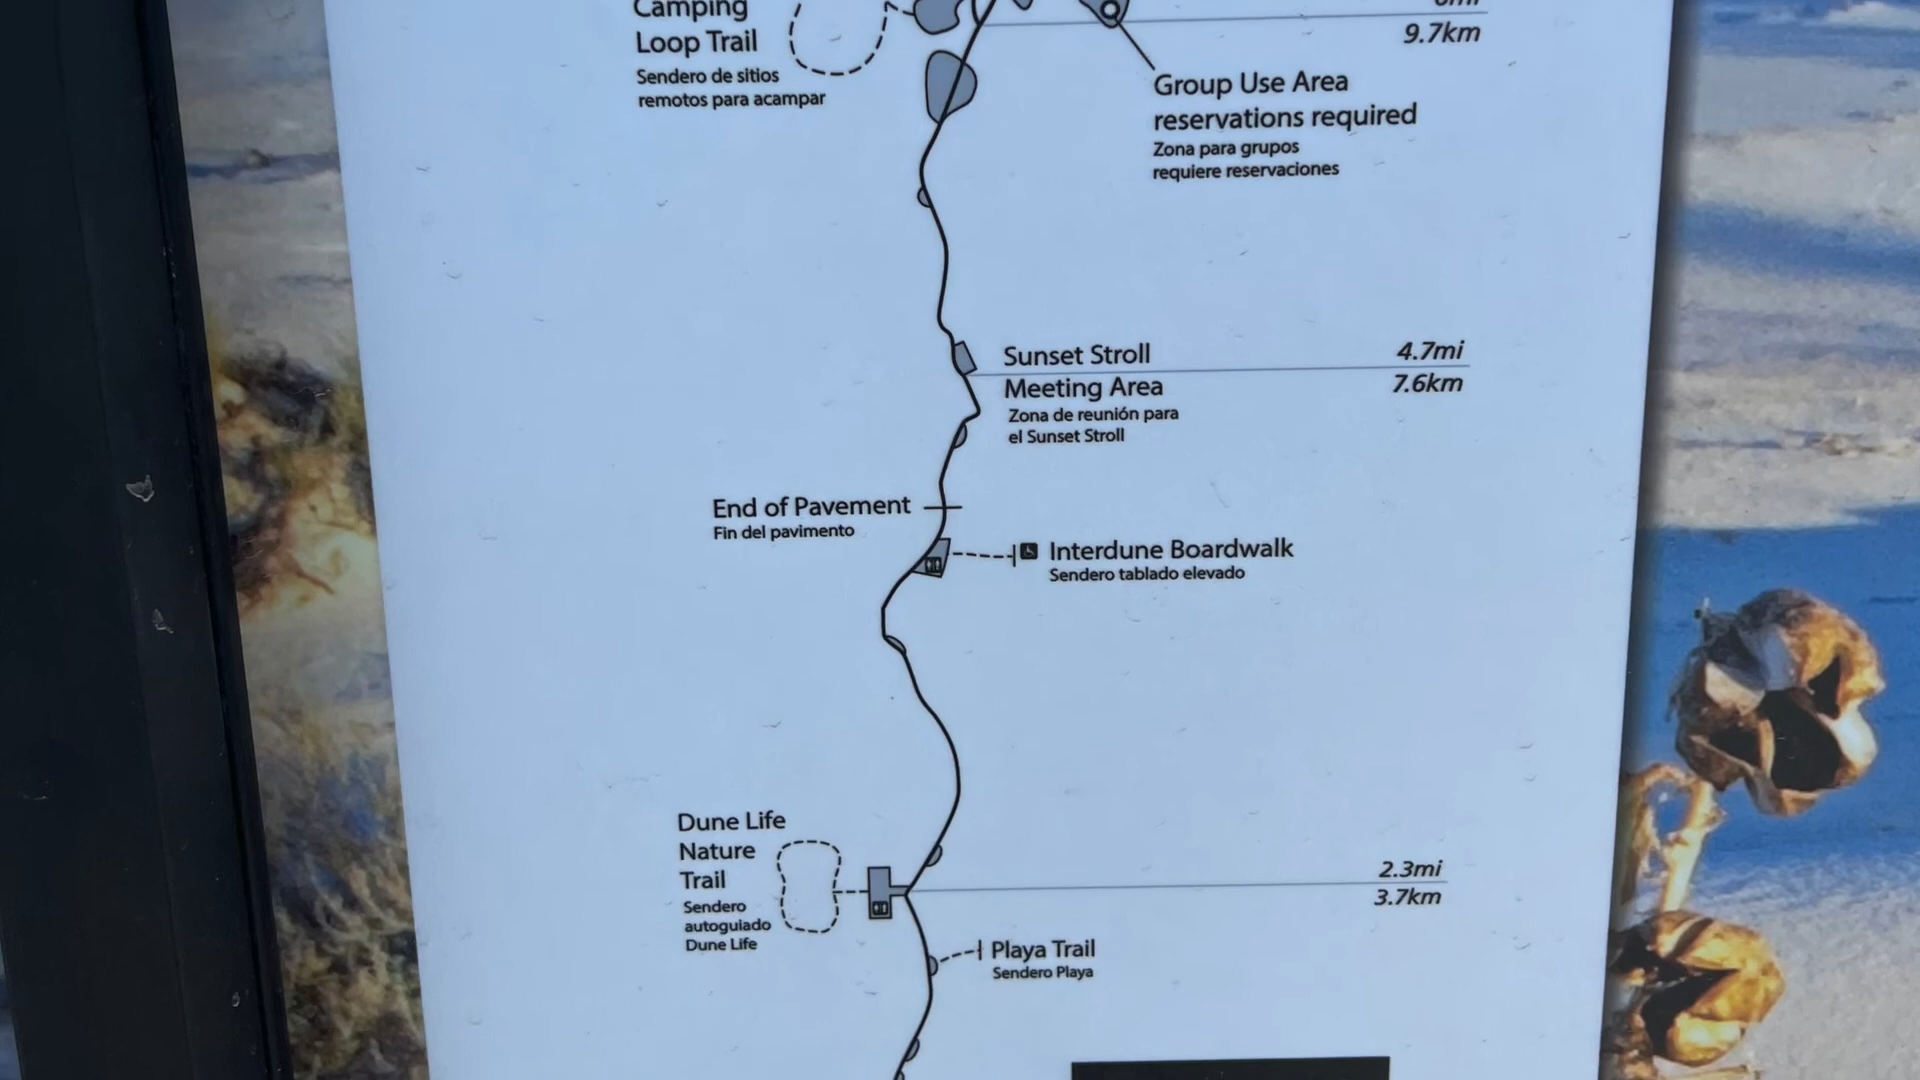 Camping
Loop Trail
Sendero de sitios
remotos para acampar
9.7km
Group Use Area
reservations required
Zona para grupos
requiere reservaciones
Sunset Stroll
Meeting Area
Zona de reunión para
el Sunset Stroll
4.7mi
7.6km
End of Pavement
Fin del pavimento
Interdune Boardwalk
Sendero tablado elevado
Dune Life
Nature
Trail
Sendero
autoguiado
Dune Life
2.3mi
3.7km
Playa Trail
Sendero Playa